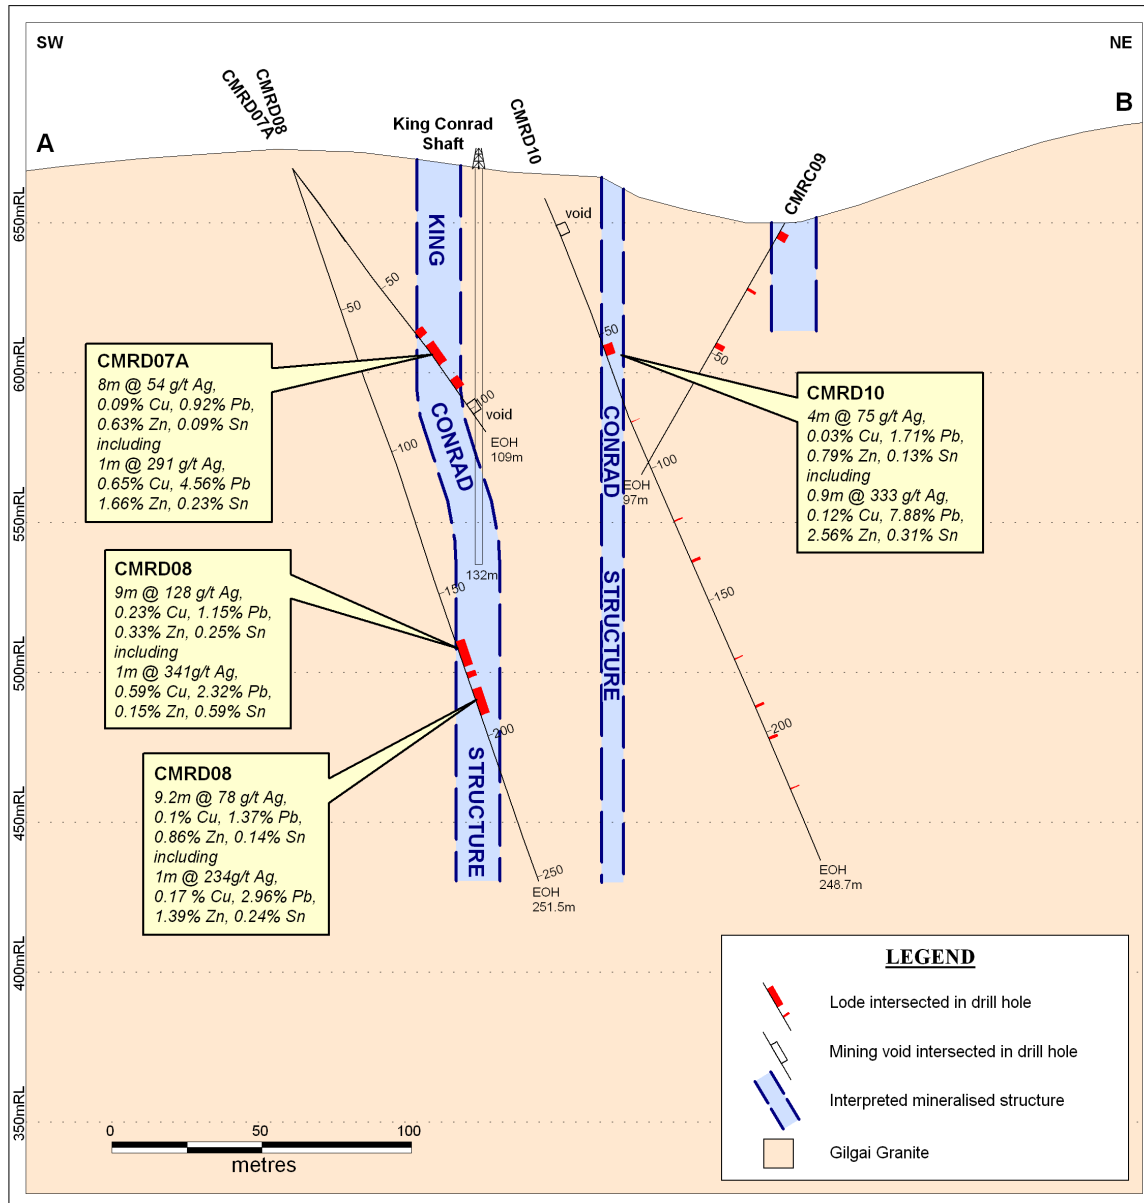 SW
NE
CMRD08
CMRD07A
King Conrad
Shaft
CMRD10
B
A
CMRC09
void
650mRL
600mRL
550mRL
500mRL
450mRL
400mRL
350mRL
KING
CONRAD
STRUCTURE
CONRAD
STRUCTURE
50
50
100
void
EOH
109m
100
150
132m
200
250
EOH
251.5m
50
100
150
200
EOH
248.7m
50
EOH
97m
CMRD07A
8m @ 54 g/t Ag,
0.09% Cu, 0.92% Pb,
0.63% Zn, 0.09% Sn
including
1m @ 291 g/t Ag,
0.65% Cu, 4.56% Pb
1.66% Zn, 0.23% Sn
CMRD10
4m @ 75 g/t Ag,
0.03% Cu, 1.71% Pb,
0.79% Zn, 0.13% Sn
including
0.9m @ 333 g/t Ag,
0.12% Cu, 7.88% Pb,
2.56% Zn, 0.31% Sn
CMRD08
9m @ 128 g/t Ag,
0.23% Cu, 1.15% Pb,
0.33% Zn, 0.25% Sn
including
1m @ 341g/t Ag,
0.59% Cu, 2.32% Pb,
0.15% Zn, 0.59% Sn
CMRD08
9.2m @ 78 g/t Ag,
0.1% Cu, 1.37% Pb,
0.86% Zn, 0.14% Sn
including
1m @ 234g/t Ag,
0.17 % Cu, 2.96% Pb,
1.39% Zn, 0.24% Sn
LEGEND
Lode intersected in drill hole
Mining void intersected in drill hole
Interpreted mineralised structure
Gilgai Granite
0 50 100
metres